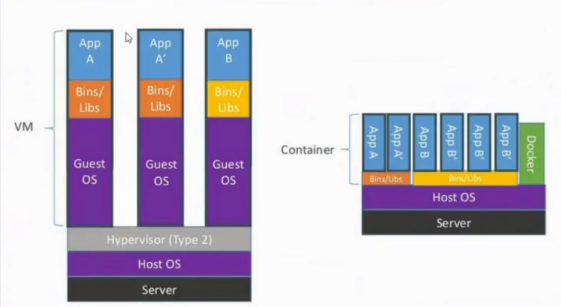 VM
App
A
App
A'
App
B
Bins/
Libs
Bins/
Libs
Bins/
Libs
Guest
OS
Guest
OS
Guest
OS
Hypervisor (Type 2)
Host OS
Server
Container
App A
App A'
App B
App B'
App B'
App B'
Docker
Bins/Libs
Bins/Libs
Host OS
Server